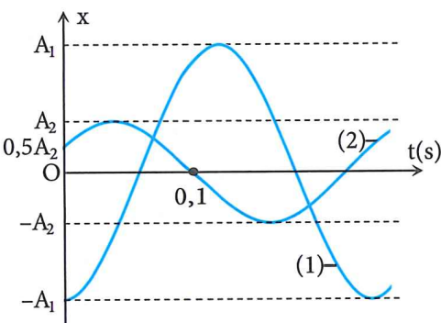 x
A₁
A₂
0,5A₂
(2)
t(s)
O
0,1
−A₂
(1)
−A₁